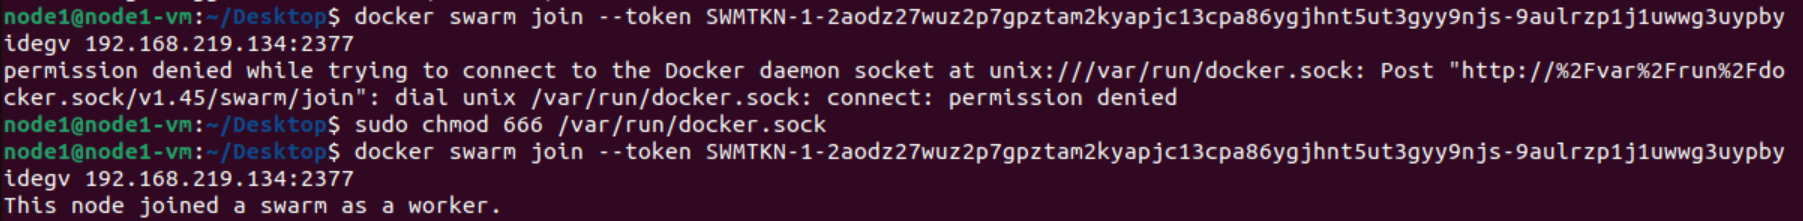 node1@node1-vm:~/Desktop$ docker swarm join --token SWMTKN-1-2aodz27wuz2p7gpztam2kyapjc13cpa86ygjhnt5ut3gyy9njs-9aulrzp1j1uwwg3uypby
idegv 192.168.219.134:2377
permission denied while trying to connect to the Docker daemon socket at unix:///var/run/docker.sock: Post "http://%2Fvar%2Frun%2Fdo
cker.sock/v1.45/swarm/join": dial unix /var/run/docker.sock: connect: permission denied
node1@node1-vm:~/Desktop$ sudo chmod 666 /var/run/docker.sock
node1@node1-vm:~/Desktop$ docker swarm join --token SWMTKN-1-2aodz27wuz2p7gpztam2kyapjc13cpa86ygjhnt5ut3gyy9njs-9aulrzp1j1uwwg3uypby
idegv 192.168.219.134:2377
This node joined a swarm as a worker.